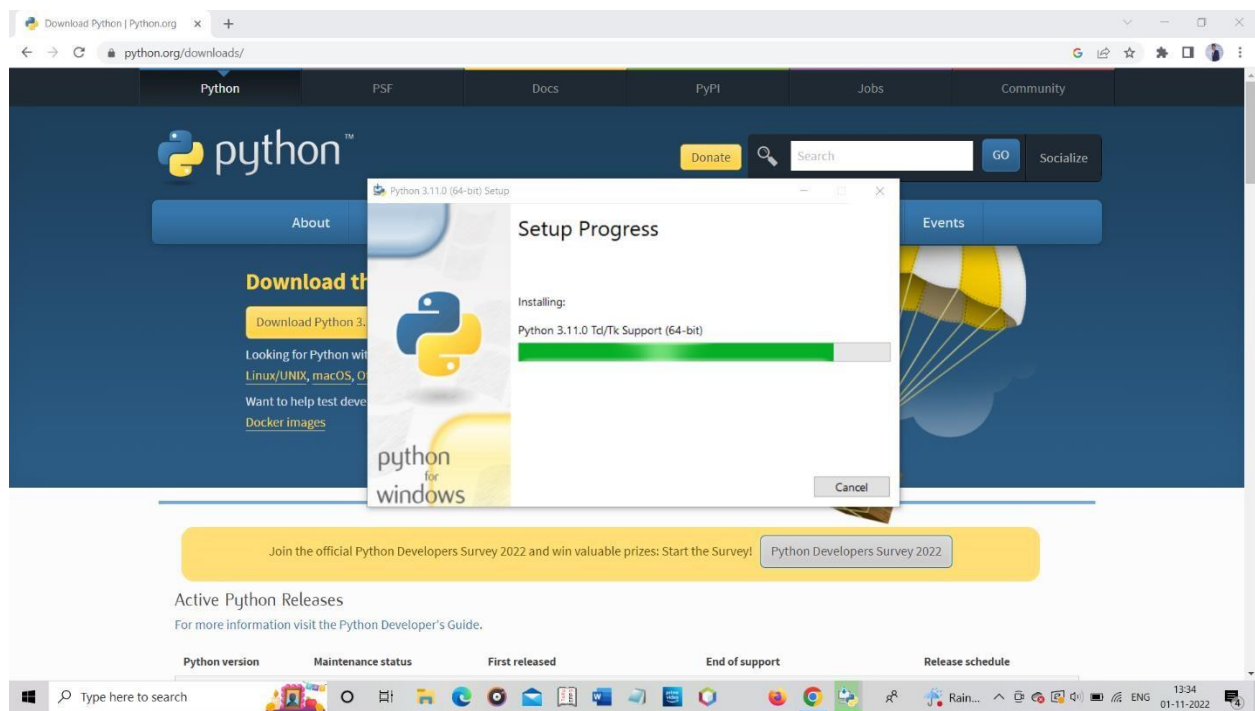 Download Python | Python.org
python.org/downloads/
Python PSF Docs PyPI Jobs Community
python™
Donate Search GO Socialize
Python 3.11.0 (64-bit) Setup
About Events
Setup Progress
Download th
Installing:
Download Python 3.
Python 3.11.0 Tcl/Tk Support (64-bit)
Looking for Python wit
Linux/UNIX, macOS, O
Want to help test deve
Docker images
python
for
windows
Cancel
Join the official Python Developers Survey 2022 and win valuable prizes: Start the Survey! Python Developers Survey 2022
Active Python Releases
For more information visit the Python Developer's Guide.
Python version Maintenance status First released End of support Release schedule
Type here to search Rain... ENG 13:34
01-11-2022
4